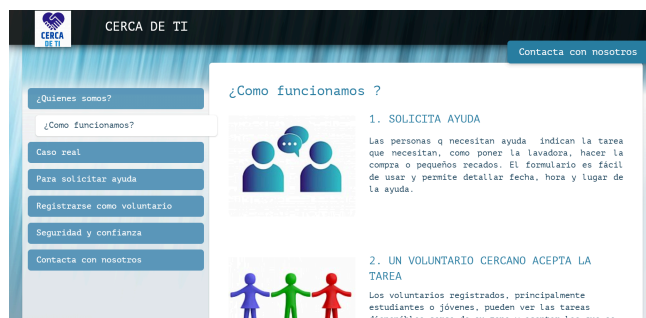 CERCA DE TI
CERCA
DE TI
Contacta con nosotros
¿Quienes somos?
¿Como funcionamos?
Caso real
Para solicitar ayuda
Registrarse como voluntario
Seguridad y confianza
Contacta con nosotros
¿Como funcionamos ?
1. SOLICITA AYUDA
Las personas q necesitan ayuda indican la tarea
que necesitan, como poner la lavadora, hacer la
compra o pequeños recados. El formulario es fácil
de usar y permite detallar fecha, hora y lugar de
la ayuda.
2. UN VOLUNTARIO CERCANO ACEPTA LA
TAREA
Los voluntarios registrados, principalmente
estudiantes o jóvenes, pueden ver las tareas